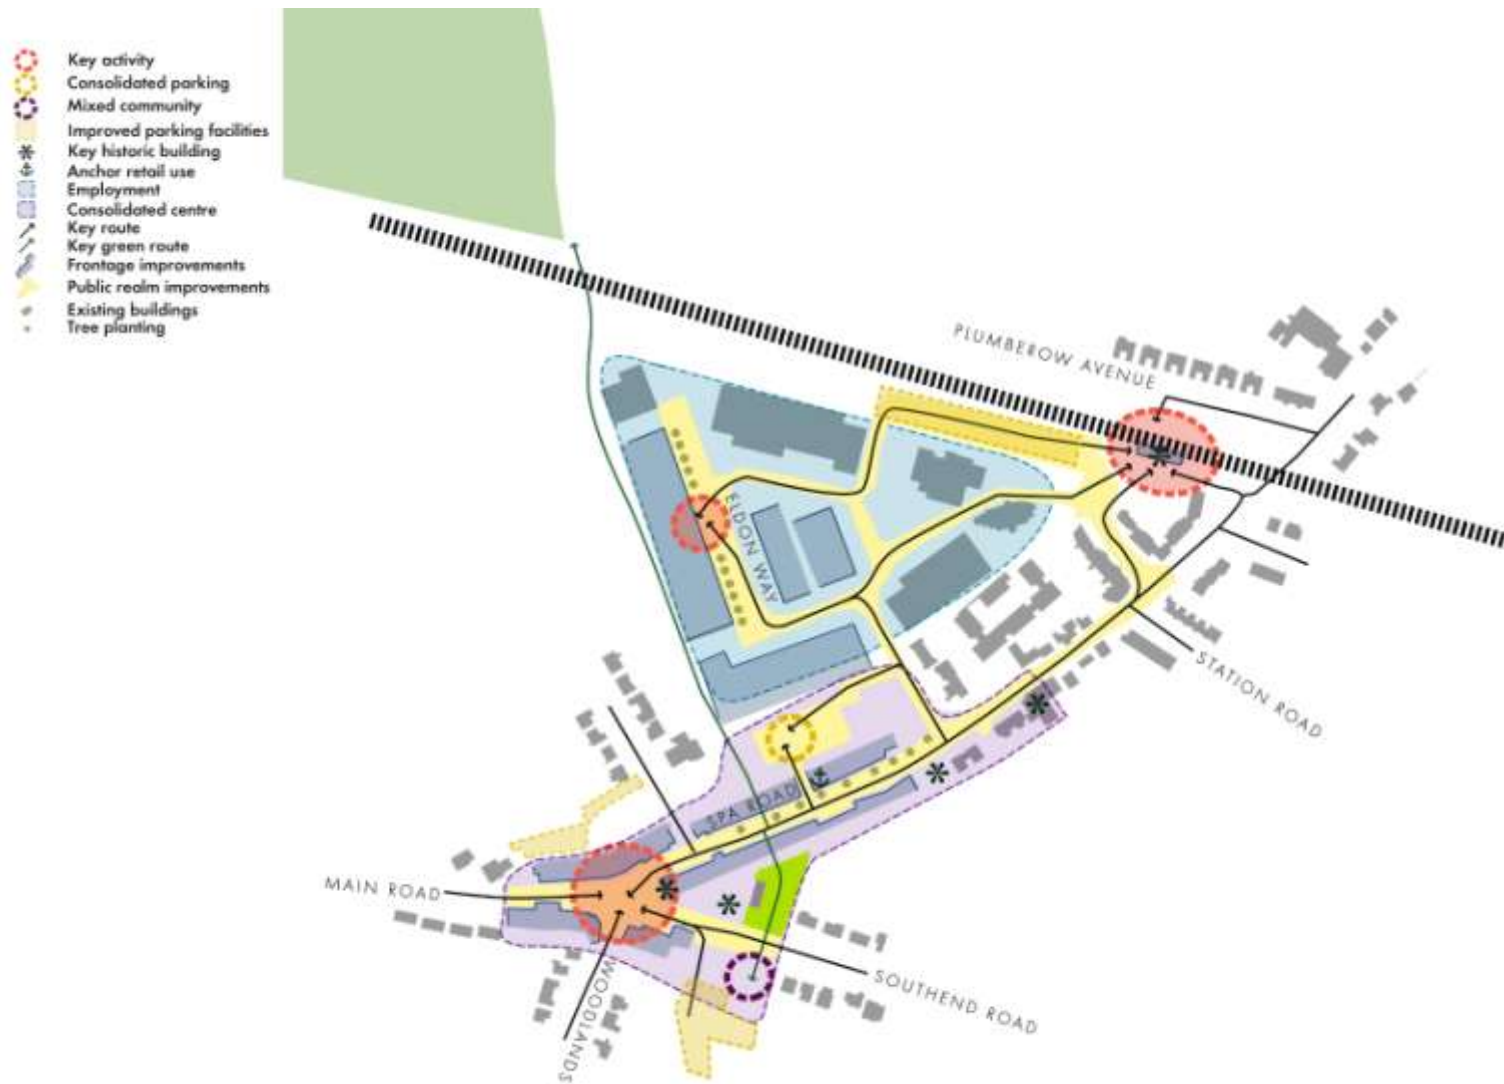 Key activity
Consolidated parking
Mixed community
Improved parking facilities
Key historic building
Anchor retail use
Employment
Consolidated centre
Key route
Key green route
Frontage improvements
Public realm improvements
Existing buildings
Tree planting
PLUMBEROW AVENUE
ELDON WAY
STATION ROAD
SPA ROAD
MAIN ROAD
SOUTHEND ROAD
WOODLANDS